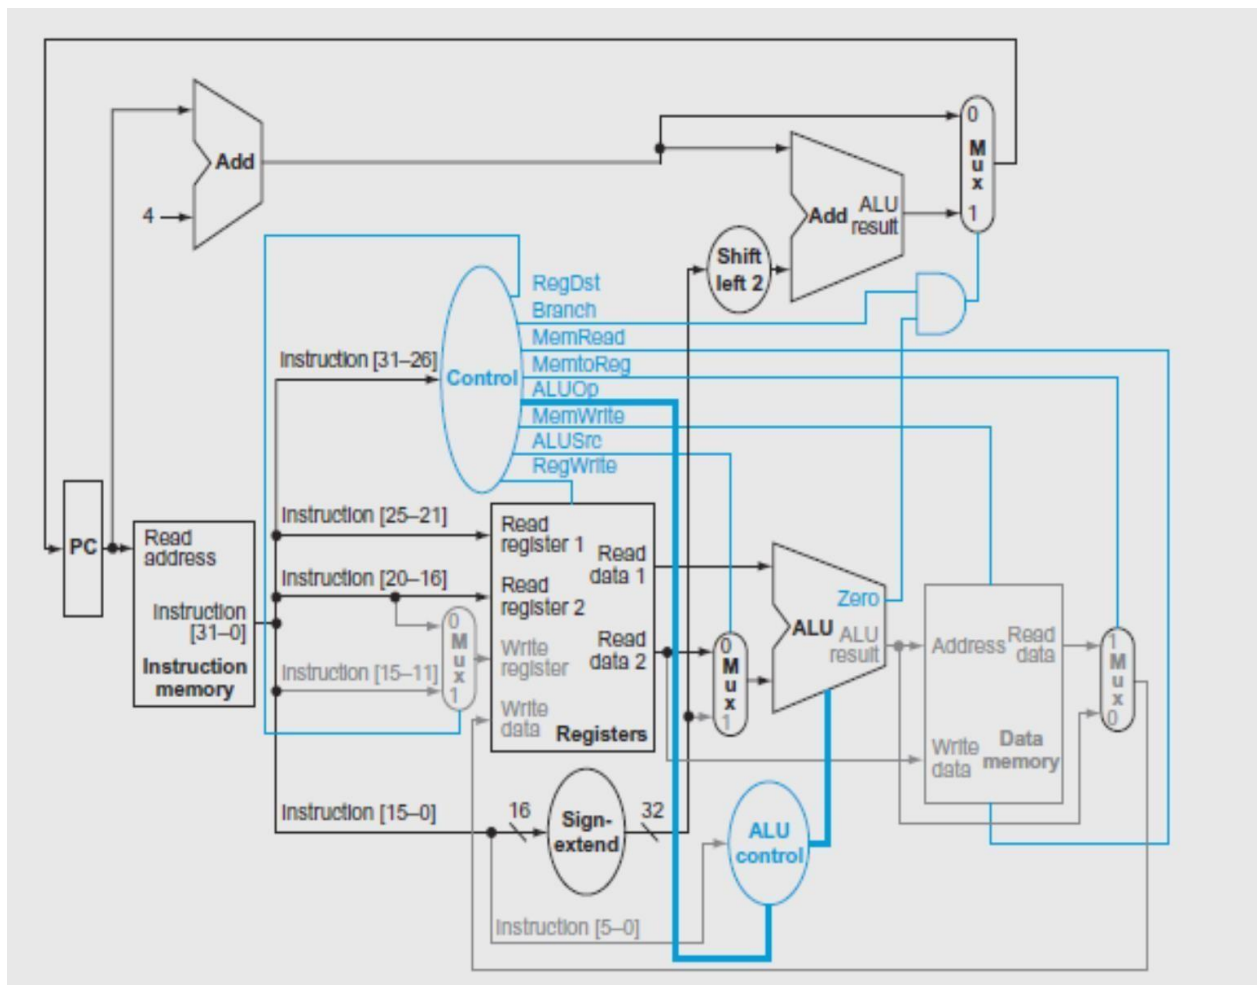 0
M
u
x
1
Add
4
Add
ALU
result
Shift
left 2
RegDst
Branch
MemRead
MemtoReg
ALUOp
MemWrite
ALUSrc
RegWrite
Control
Instruction [31–26]
Instruction [25–21]
Instruction [20–16]
Instruction [15–11]
Instruction [15–0]
PC
Read
address
Instruction
[31–0]
Instruction
memory
0
M
u
x
1
Read
register 1
Read
register 2
Write
register
Write
data
Read
data 1
Read
data 2
Registers
0
M
u
x
1
Zero
ALU
ALU
result
Address
Read
data
Write
data
Data
memory
1
M
u
x
0
16
Sign-
extend
32
ALU
control
Instruction [5–0]